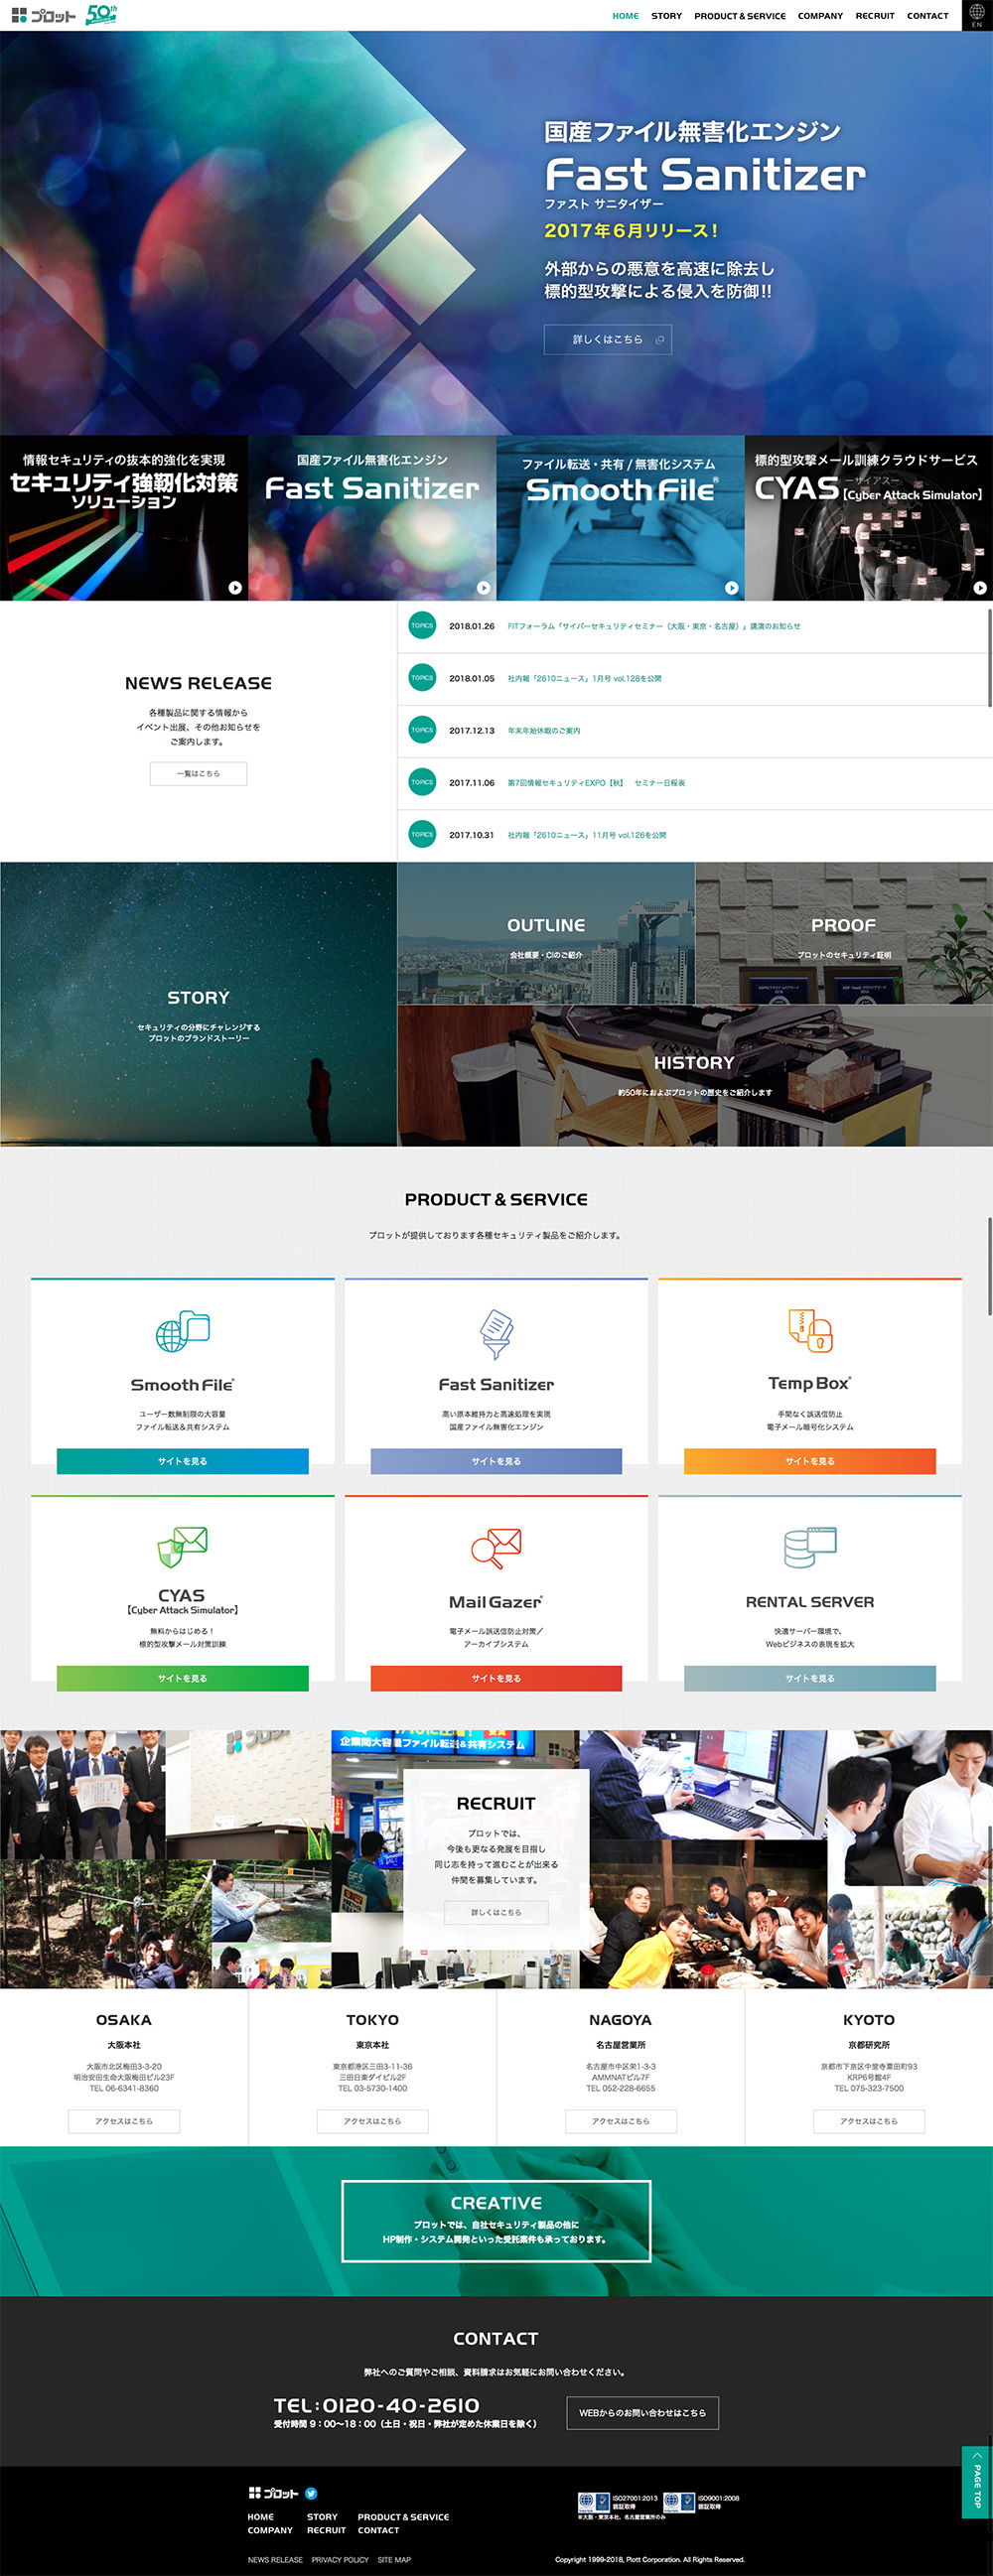 プロット 50th
HOME STORY PRODUCT & SERVICE COMPANY RECRUIT CONTACT EN
国産ファイル無害化エンジン
Fast Sanitizer
ファスト サニタイザー
2017年6月リリース!
外部からの悪意を高速に除去し
標的型攻撃による侵入を防御!!
詳しくはこちら
情報セキュリティの抜本的強化を実現
セキュリティ強靭化対策
ソリューション
国産ファイル無害化エンジン
Fast Sanitizer
ファイル転送・共有/無害化システム
Smooth File®
標的型攻撃メール訓練クラウドサービス
CYAS ーサイアスー
【Cyber Attack Simulator】
NEWS RELEASE
各種製品に関する情報から
イベント出展、その他お知らせを
ご案内します。
一覧はこちら
TOPICS 2018.01.26 FITフォーラム「サイバーセキュリティセミナー（大阪・東京・名古屋）」講演のお知らせ
TOPICS 2018.01.05 社内報「2610ニュース」1月号 vol.128を公開
TOPICS 2017.12.13 年末年始休暇のご案内
TOPICS 2017.11.06 第7回情報セキュリティEXPO【秋】 セミナー日程表
TOPICS 2017.10.31 社内報「2610ニュース」11月号 vol.126を公開
STORY
セキュリティの分野にチャレンジする
プロットのブランドストーリー
OUTLINE
会社概要・CIのご紹介
PROOF
プロットのセキュリティ証明
HISTORY
約50年におよぶプロットの歴史をご紹介します
PRODUCT & SERVICE
プロットが提供しております各種セキュリティ製品をご紹介します。
Smooth File®
ユーザー数無制限の大容量
ファイル転送&共有システム
サイトを見る
Fast Sanitizer
高い原本維持力と高速処理を実現
国産ファイル無害化エンジン
サイトを見る
Temp Box®
手間なく誤送信防止
電子メール暗号化システム
サイトを見る
CYAS
【Cyber Attack Simulator】
無料からはじめる!
標的型攻撃メール対策訓練
サイトを見る
Mail Gazer®
電子メール誤送信防止対策／
アーカイブシステム
サイトを見る
RENTAL SERVER
快適サーバー環境で、
Webビジネスの表現を拡大
サイトを見る
プロット
企業間大容量ファイル転送&共有システム
RECRUIT
プロットでは、
今後も更なる発展を目指し
同じ志を持って進むことが出来る
仲間を募集しています。
詳しくはこちら
OSAKA
大阪本社
大阪市北区梅田3-3-20
明治安田生命大阪梅田ビル23F
TEL 06-6341-8360
アクセスはこちら
TOKYO
東京本社
東京都港区三田3-11-36
三田日東ダイビル2F
TEL 03-5730-1400
アクセスはこちら
NAGOYA
名古屋営業所
名古屋市中区栄1-3-3
AMMNATビル7F
TEL 052-228-6655
アクセスはこちら
KYOTO
京都研究所
京都市下京区中堂寺粟田町93
KRP6号館4F
TEL 075-323-7500
アクセスはこちら
CREATIVE
プロットでは、自社セキュリティ製品の他に
HP制作・システム開発といった受託案件も承っております。
CONTACT
弊社へのご質問やご相談、資料請求はお気軽にお問い合わせください。
TEL:0120-40-2610
受付時間 9：00〜18：00（土日・祝日・弊社が定めた休業日を除く）
WEBからのお問い合わせはこちら
PAGE TOP
プロット
HOME STORY PRODUCT & SERVICE
COMPANY RECRUIT CONTACT
ISO27001:2013
認証取得
※大阪・東京本社、名古屋営業所のみ
ISO9001:2008
認証取得
NEWS RELEASE PRIVACY POLICY SITE MAP
Copyright 1999-2018, Plott Corporation. All Rights Reserved.